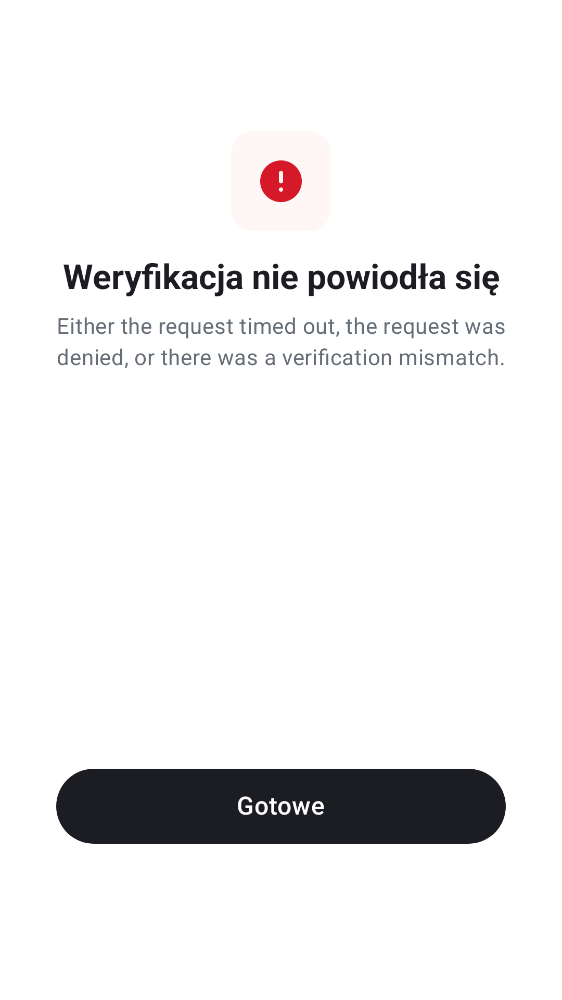 Weryfikacja nie powiodła się
Either the request timed out, the request was
denied, or there was a verification mismatch.
Gotowe